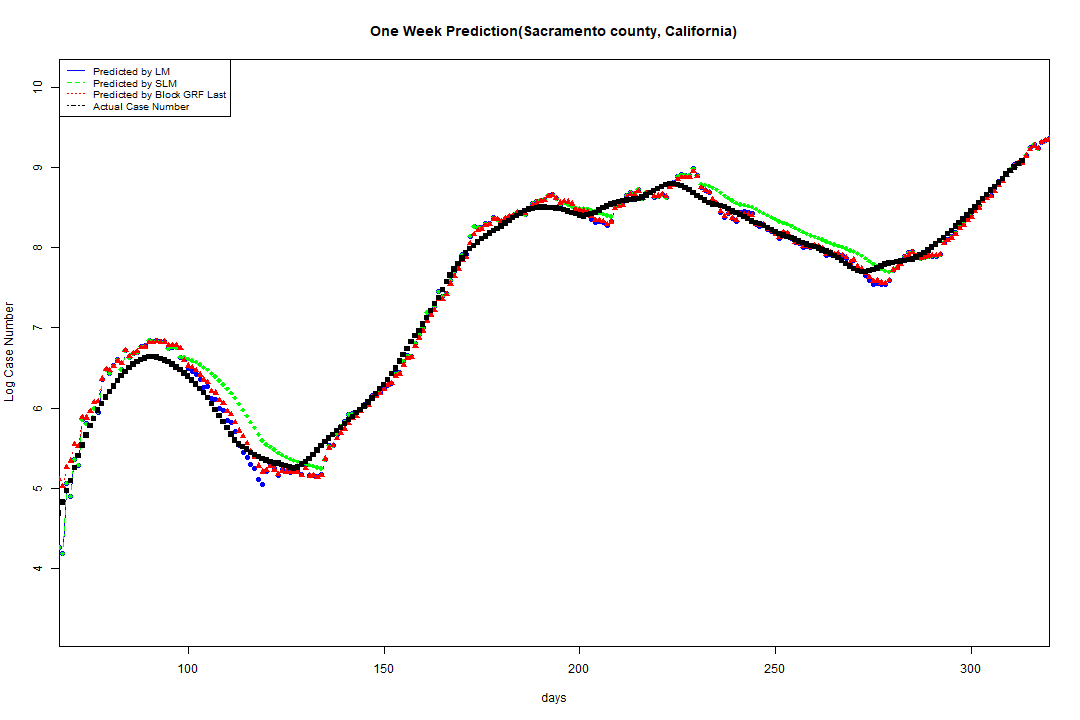 One Week Prediction(Sacramento county, California)
Predicted by LM
Predicted by SLM
Predicted by Block GRF Last
Actual Case Number
10
9
8
7
6
5
4
Log Case Number
100 150 200 250 300
days